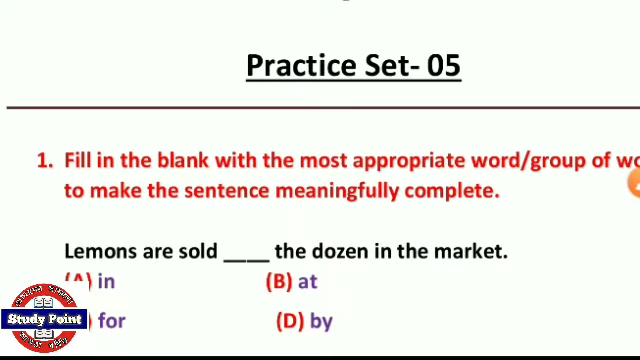 Practice Set- 05
1. Fill in the blank with the most appropriate word/group of
to make the sentence meaningfully complete.
Lemons are sold ____ the dozen in the market.
(A) in (B) at
for (D) by
Study Point